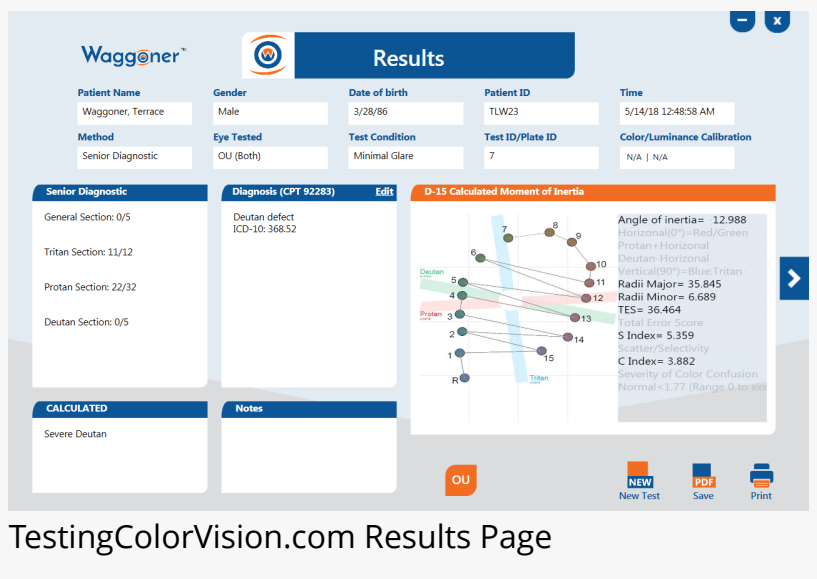 – x
Waggoner™
Results
Patient Name Gender Date of birth Patient ID Time
Waggoner, Terrace Male 3/28/86 TLW23 5/14/18 12:48:58 AM
Method Eye Tested Test Condition Test ID/Plate ID Color/Luminance Calibration
Senior Diagnostic OU (Both) Minimal Glare 7 N/A | N/A
Senior Diagnostic
General Section: 0/5
Tritan Section: 11/12
Protan Section: 22/32
Deutan Section: 0/5
Diagnosis (CPT 92283) Edit
Deutan defect
ICD-10: 368.52
D-15 Calculated Moment of Inertia
7 8 9
6
10
Deutan
5 11
4 12
Protan 3 13
2 14
1 15
R Tritan
Angle of inertia= -12.988
Horizonal(0°)=Red/Green
Protan+Horizonal
Deutan-Horizonal
Vertical(90°)=Blue:Tritan
Radii Major= 35.845
Radii Minor= 6.689
TES= 36.464
Total Error Score
S Index= 5.359
Scatter/Selectivity
C Index= 3.882
Severity of Color Confusion
Normal<1.77 (Range 0 to xxx
CALCULATED
Severe Deutan
Notes
OU
NEW
New Test
PDF
Save
Print
TestingColorVision.com Results Page